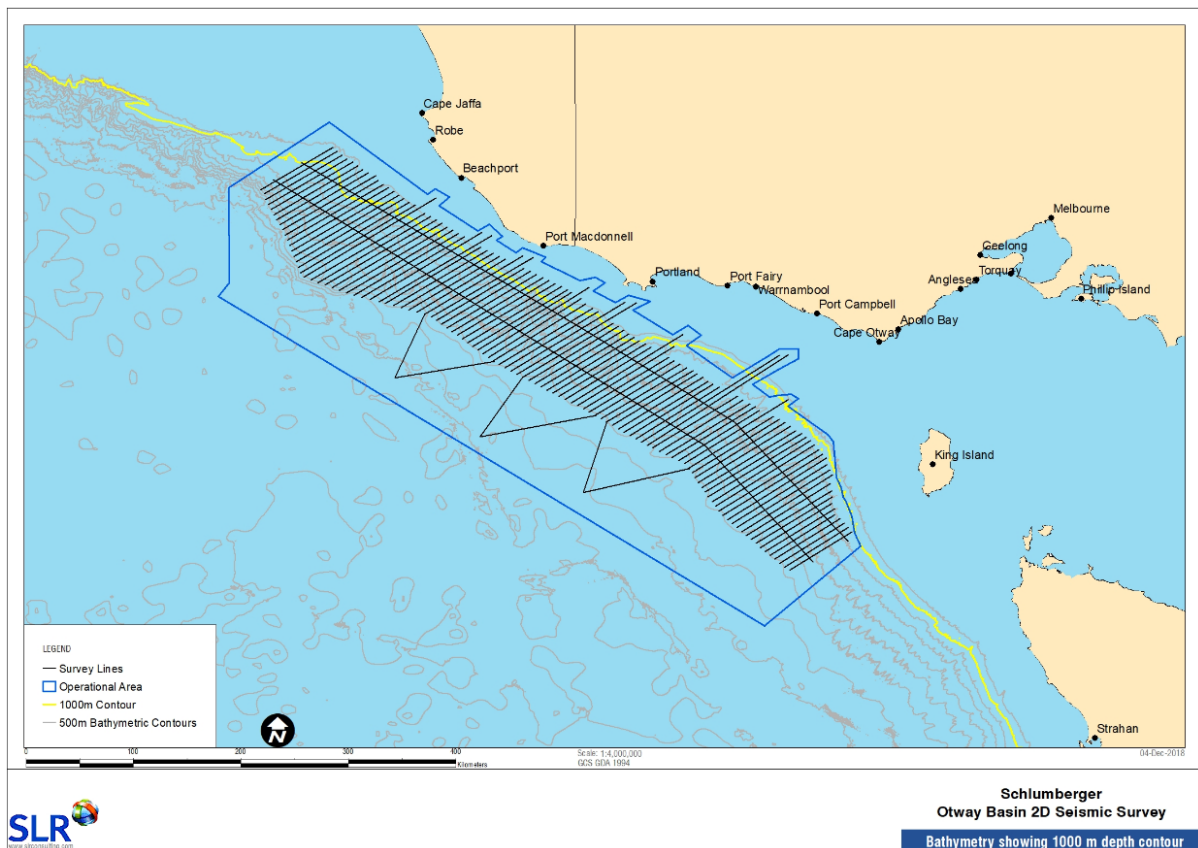 Cape Jaffa
Robe
Beachport
Melbourne
Port Macdonnell
Geelong
Portland
Port Fairy
Torquay
Anglesea
Warrnambool
Phillip Island
Port Campbell
Apollo Bay
Cape Otway
King Island
Strahan
LEGEND
Survey Lines
Operational Area
1000m Contour
500m Bathymetric Contours
N
0 100 200 300 400
Kilometers
Scale: 1:4,000,000
GCS GDA 1994
04-Dec-2018
SLR
www.slrconsulting.com
Schlumberger
Otway Basin 2D Seismic Survey
Bathymetry showing 1000 m depth contour